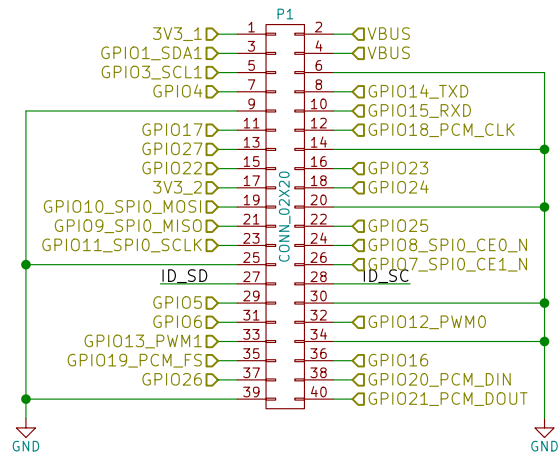 P1
3V3_1 1 2 VBUS
GPIO1_SDA1 3 4 VBUS
GPIO3_SCL1 5 6
GPIO4 7 8 GPIO14_TXD
9 10 GPIO15_RXD
GPIO17 11 12 GPIO18_PCM_CLK
GPIO27 13 14
GPIO22 15 16 GPIO23
3V3_2 17 18 GPIO24
GPIO10_SPI0_MOSI 19 20
GPIO9_SPI0_MISO 21 22 GPIO25
GPIO11_SPI0_SCLK 23 24 GPIO8_SPI0_CE0_N
25 26 GPIO7_SPI0_CE1_N
ID_SD 27 28 ID_SC
GPIO5 29 30
GPIO6 31 32 GPIO12_PWM0
GPIO13_PWM1 33 34
GPIO19_PCM_FS 35 36 GPIO16
GPIO26 37 38 GPIO20_PCM_DIN
39 40 GPIO21_PCM_DOUT
CONN_02X20
GND GND